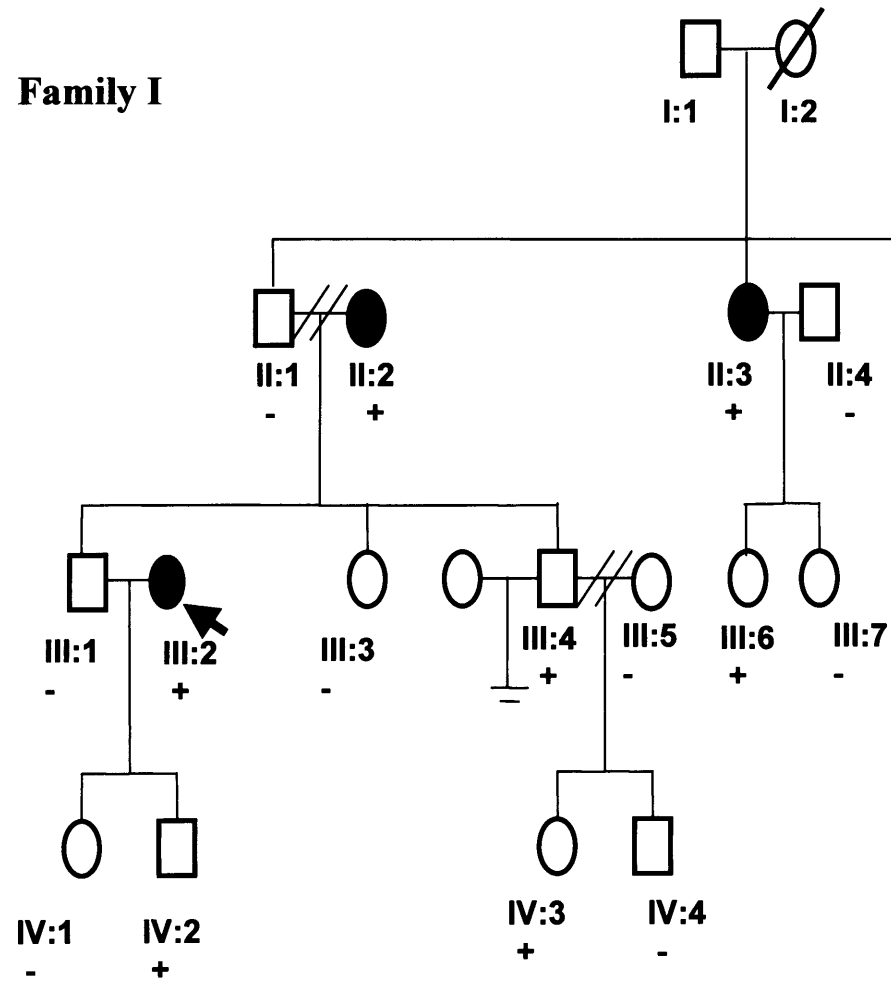 Family I
I:1 I:2
II:1 II:2 II:3 II:4
- + + -
III:1 III:2 III:3 III:4 III:5 III:6 III:7
- + - + - + -
IV:1 IV:2 IV:3 IV:4
- + + -